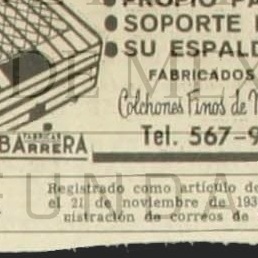 PROPIO
SOPORTE
SU ESPALD
FABRICADOS
Colchones Finos de M
FABRICAS
BARRERA
Tel. 567-9
Registrado como artículo de
el 21 de noviembre de 193
nistración de correos de